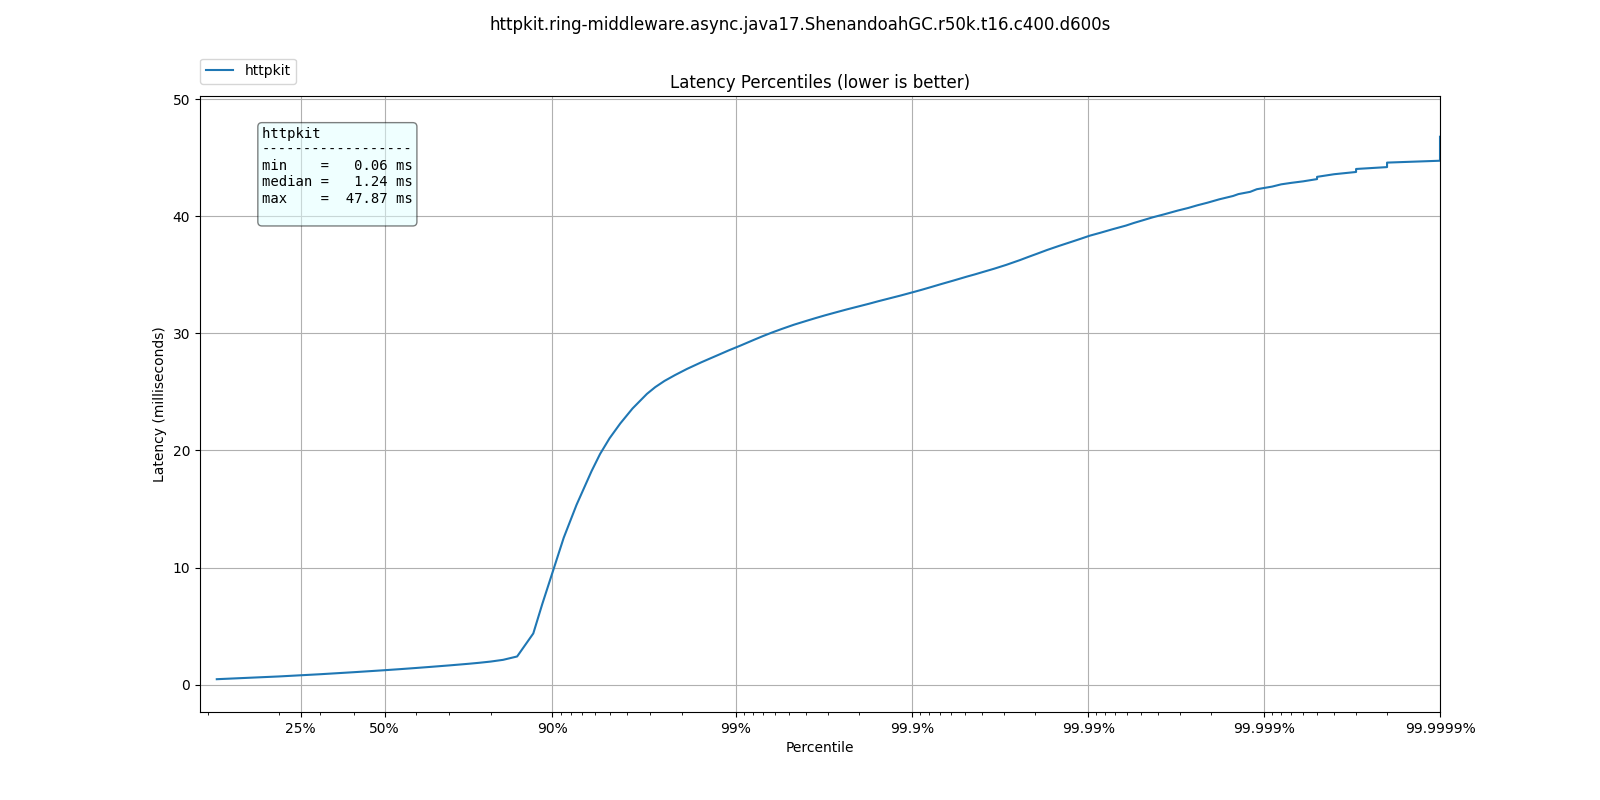 httpkit.ring-middleware.async.java17.ShenandoahGC.r50k.t16.c400.d600s
httpkit
Latency Percentiles (lower is better)
50
40
30
20
10
0
Latency (milliseconds)
httpkit
------------------
min    =   0.06 ms
median =   1.24 ms
max    =  47.87 ms
25% 50% 90% 99% 99.9% 99.99% 99.999% 99.9999%
Percentile